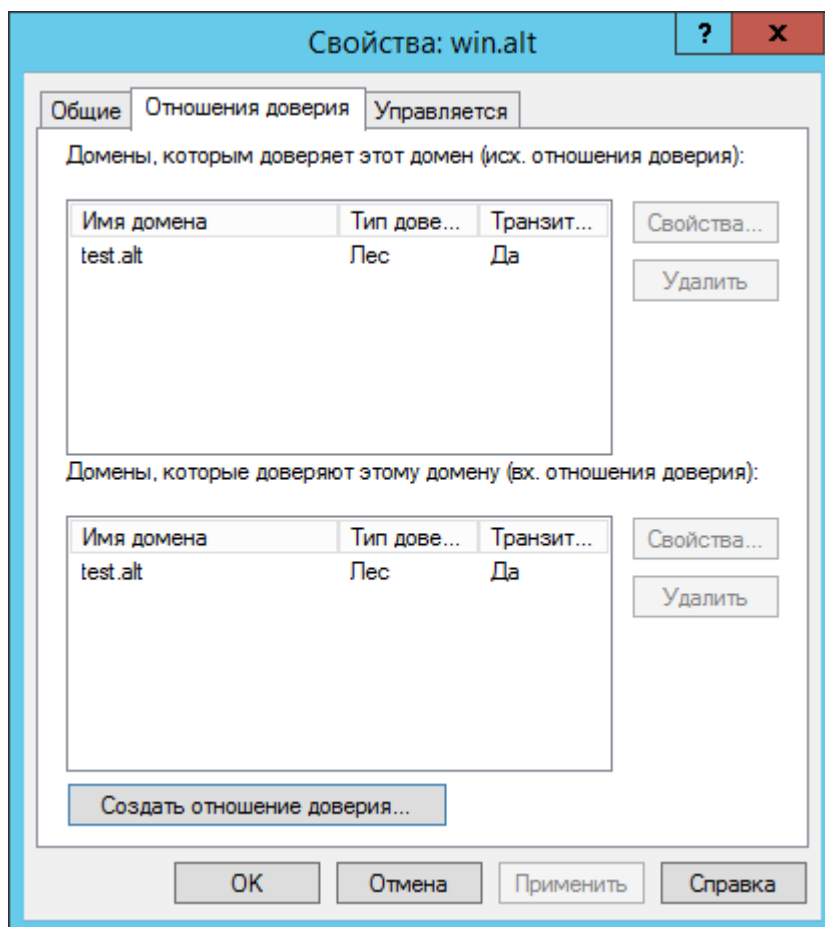 Свойства: win.alt
?
x
Общие Отношения доверия Управляется
Домены, которым доверяет этот домен (исх. отношения доверия):
Имя домена Тип дове... Транзит... Свойства...
test.alt Лес Да
Удалить
Домены, которые доверяют этому домену (вх. отношения доверия):
Имя домена Тип дове... Транзит... Свойства...
test.alt Лес Да
Удалить
Создать отношение доверия...
OK Отмена Применить Справка